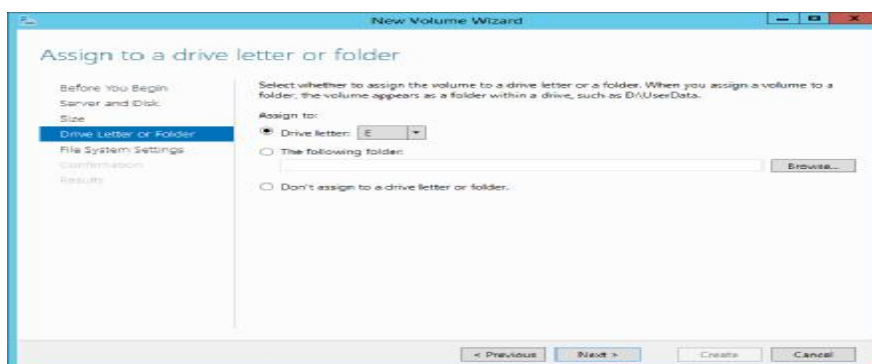 New Volume Wizard
Assign to a drive letter or folder
Before You Begin
Server and Disk
Size
Drive Letter or Folder
File System Settings
Confirmation
Results
Select whether to assign the volume to a drive letter or a folder. When you assign a volume to a
folder, the volume appears as a folder within a drive, such as D:\UserData.
Assign to:
Drive letter: E
The following folder:
Browse...
Don't assign to a drive letter or folder.
< Previous
Next >
Create
Cancel